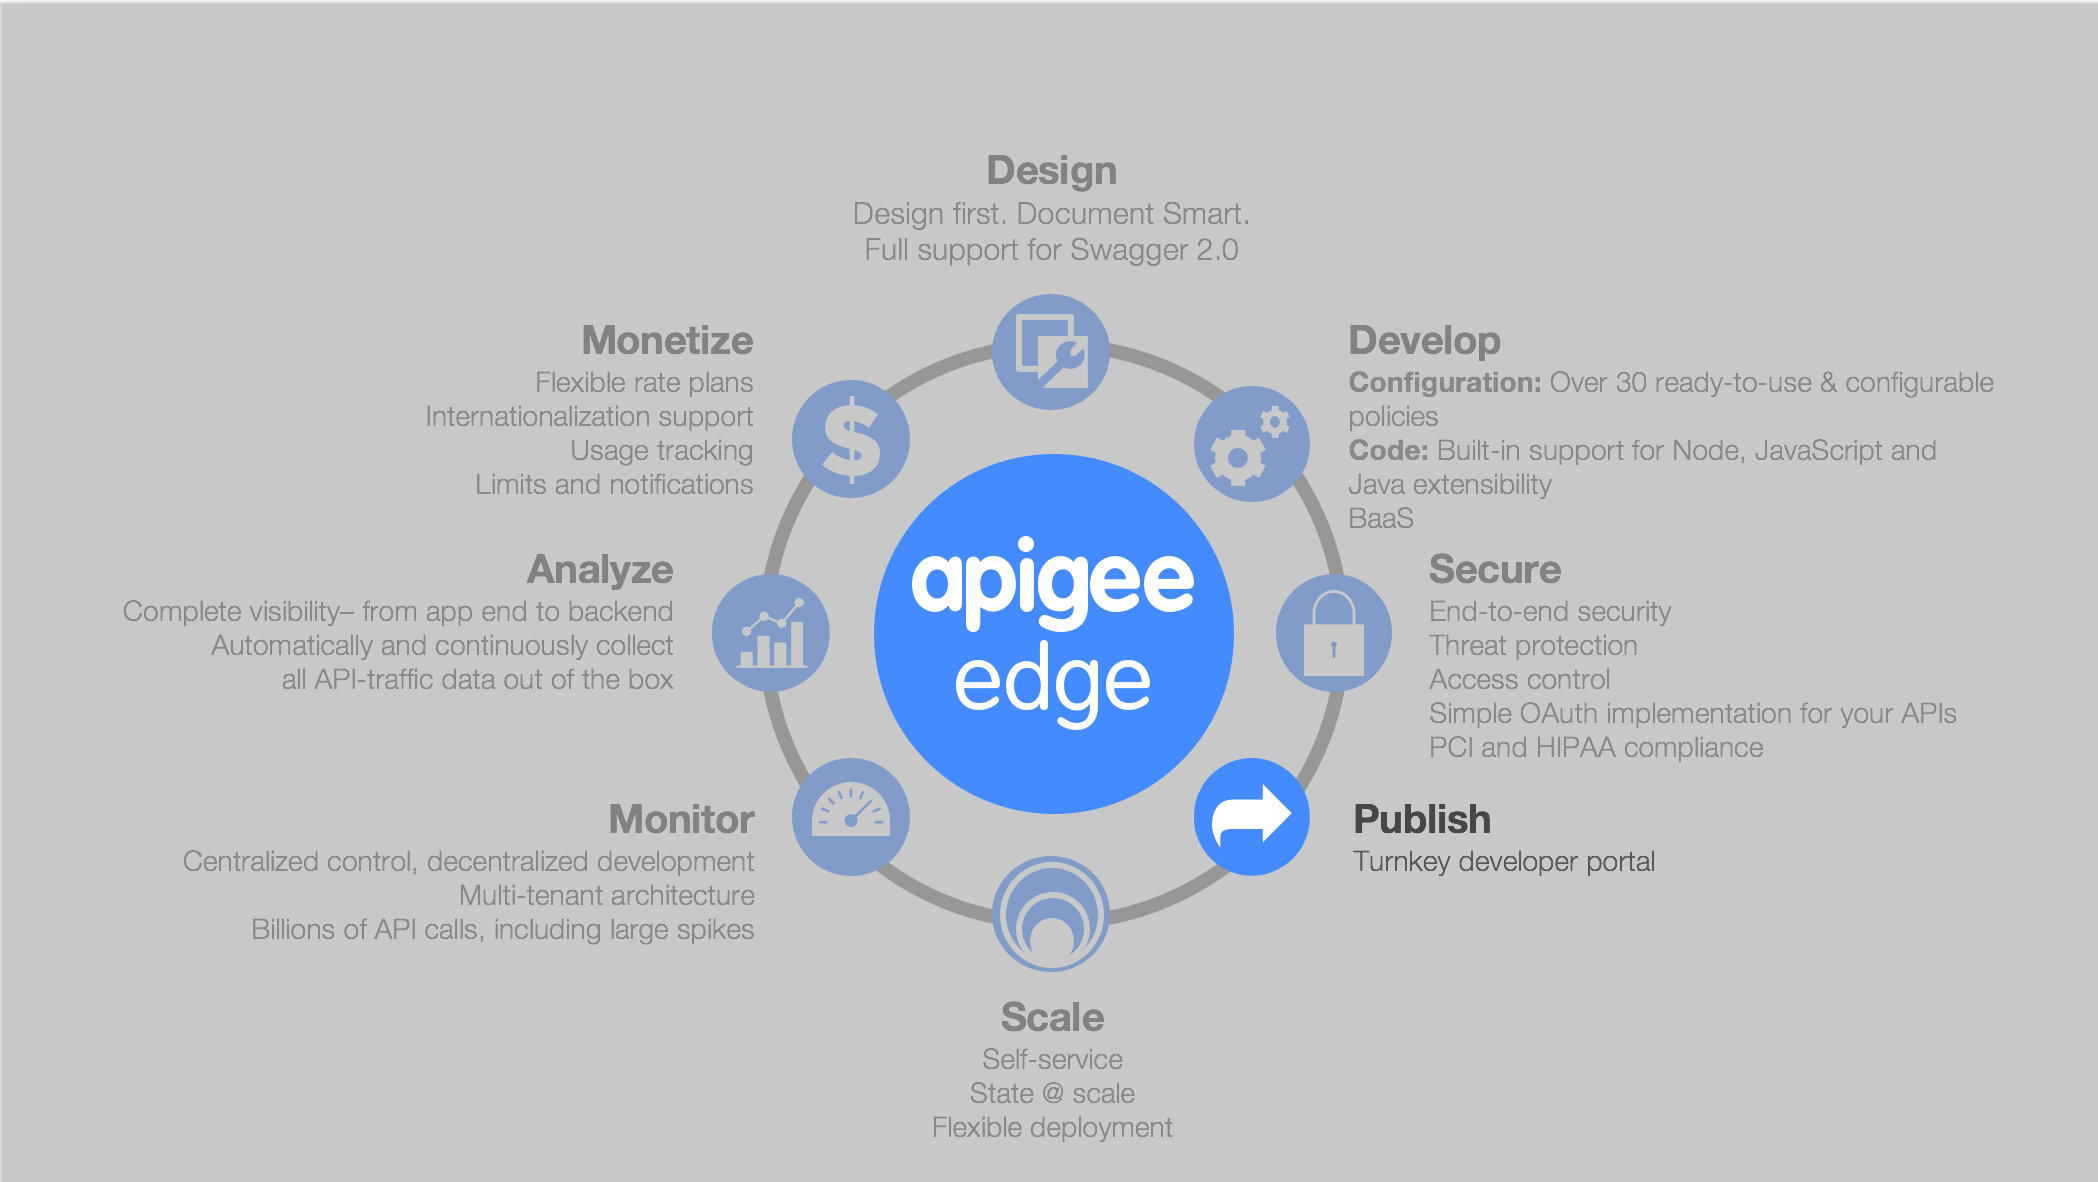 Design
Design first. Document Smart.
Full support for Swagger 2.0
Monetize
Flexible rate plans
Internationalization support
Usage tracking
Limits and notifications
Develop
Configuration: Over 30 ready-to-use & configurable
policies
Code: Built-in support for Node, JavaScript and
Java extensibility
BaaS
Analyze
Complete visibility– from app end to backend
Automatically and continuously collect
all API-traffic data out of the box
$
apigee
edge
Secure
End-to-end security
Threat protection
Access control
Simple OAuth implementation for your APIs
PCI and HIPAA compliance
Monitor
Centralized control, decentralized development
Multi-tenant architecture
Billions of API calls, including large spikes
Publish
Turnkey developer portal
Scale
Self-service
State @ scale
Flexible deployment